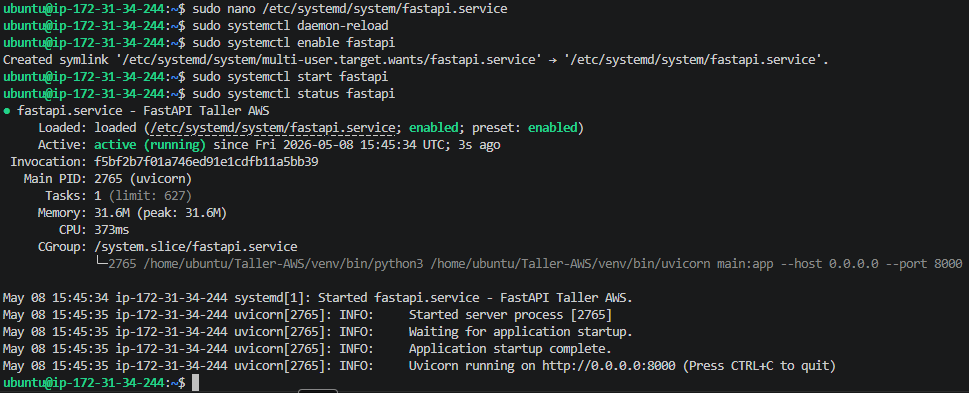 ubuntu@ip-172-31-34-244:~$ sudo nano /etc/systemd/system/fastapi.service
ubuntu@ip-172-31-34-244:~$ sudo systemctl daemon-reload
ubuntu@ip-172-31-34-244:~$ sudo systemctl enable fastapi
Created symlink '/etc/systemd/system/multi-user.target.wants/fastapi.service' → '/etc/systemd/system/fastapi.service'.
ubuntu@ip-172-31-34-244:~$ sudo systemctl start fastapi
ubuntu@ip-172-31-34-244:~$ sudo systemctl status fastapi
● fastapi.service - FastAPI Taller AWS
     Loaded: loaded (/etc/systemd/system/fastapi.service; enabled; preset: enabled)
     Active: active (running) since Fri 2026-05-08 15:45:34 UTC; 3s ago
 Invocation: f5bf2b7f01a746ed91e1cdfb11a5bb39
   Main PID: 2765 (uvicorn)
      Tasks: 1 (limit: 627)
     Memory: 31.6M (peak: 31.6M)
        CPU: 373ms
     CGroup: /system.slice/fastapi.service
             └─2765 /home/ubuntu/Taller-AWS/venv/bin/python3 /home/ubuntu/Taller-AWS/venv/bin/uvicorn main:app --host 0.0.0.0 --port 8000

May 08 15:45:34 ip-172-31-34-244 systemd[1]: Started fastapi.service - FastAPI Taller AWS.
May 08 15:45:35 ip-172-31-34-244 uvicorn[2765]: INFO:     Started server process [2765]
May 08 15:45:35 ip-172-31-34-244 uvicorn[2765]: INFO:     Waiting for application startup.
May 08 15:45:35 ip-172-31-34-244 uvicorn[2765]: INFO:     Application startup complete.
May 08 15:45:35 ip-172-31-34-244 uvicorn[2765]: INFO:     Uvicorn running on http://0.0.0.0:8000 (Press CTRL+C to quit)
ubuntu@ip-172-31-34-244:~$